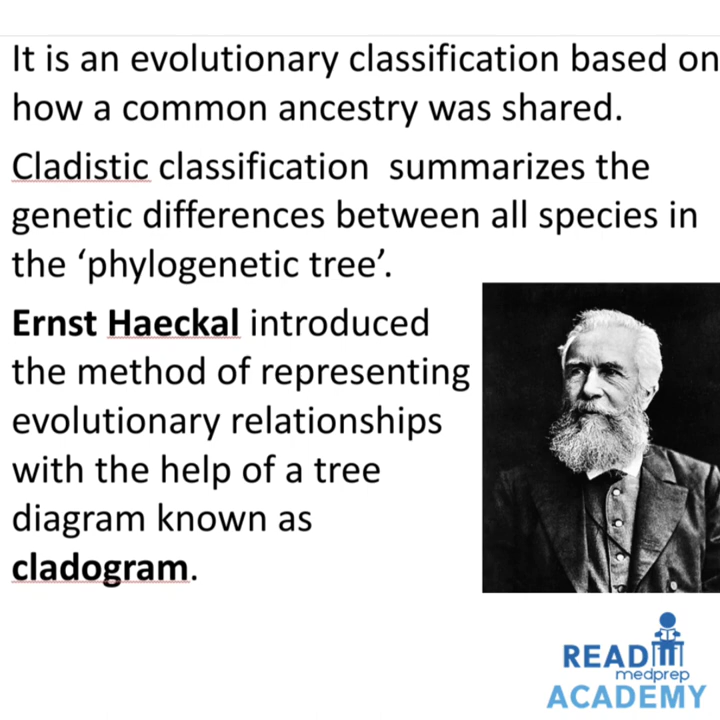 It is an evolutionary classification based on
how a common ancestry was shared.
Cladistic classification summarizes the
genetic differences between all species in
the ‘phylogenetic tree’.
Ernst Haeckal introduced
the method of representing
evolutionary relationships
with the help of a tree
diagram known as
cladogram.
READ
medprep
ACADEMY